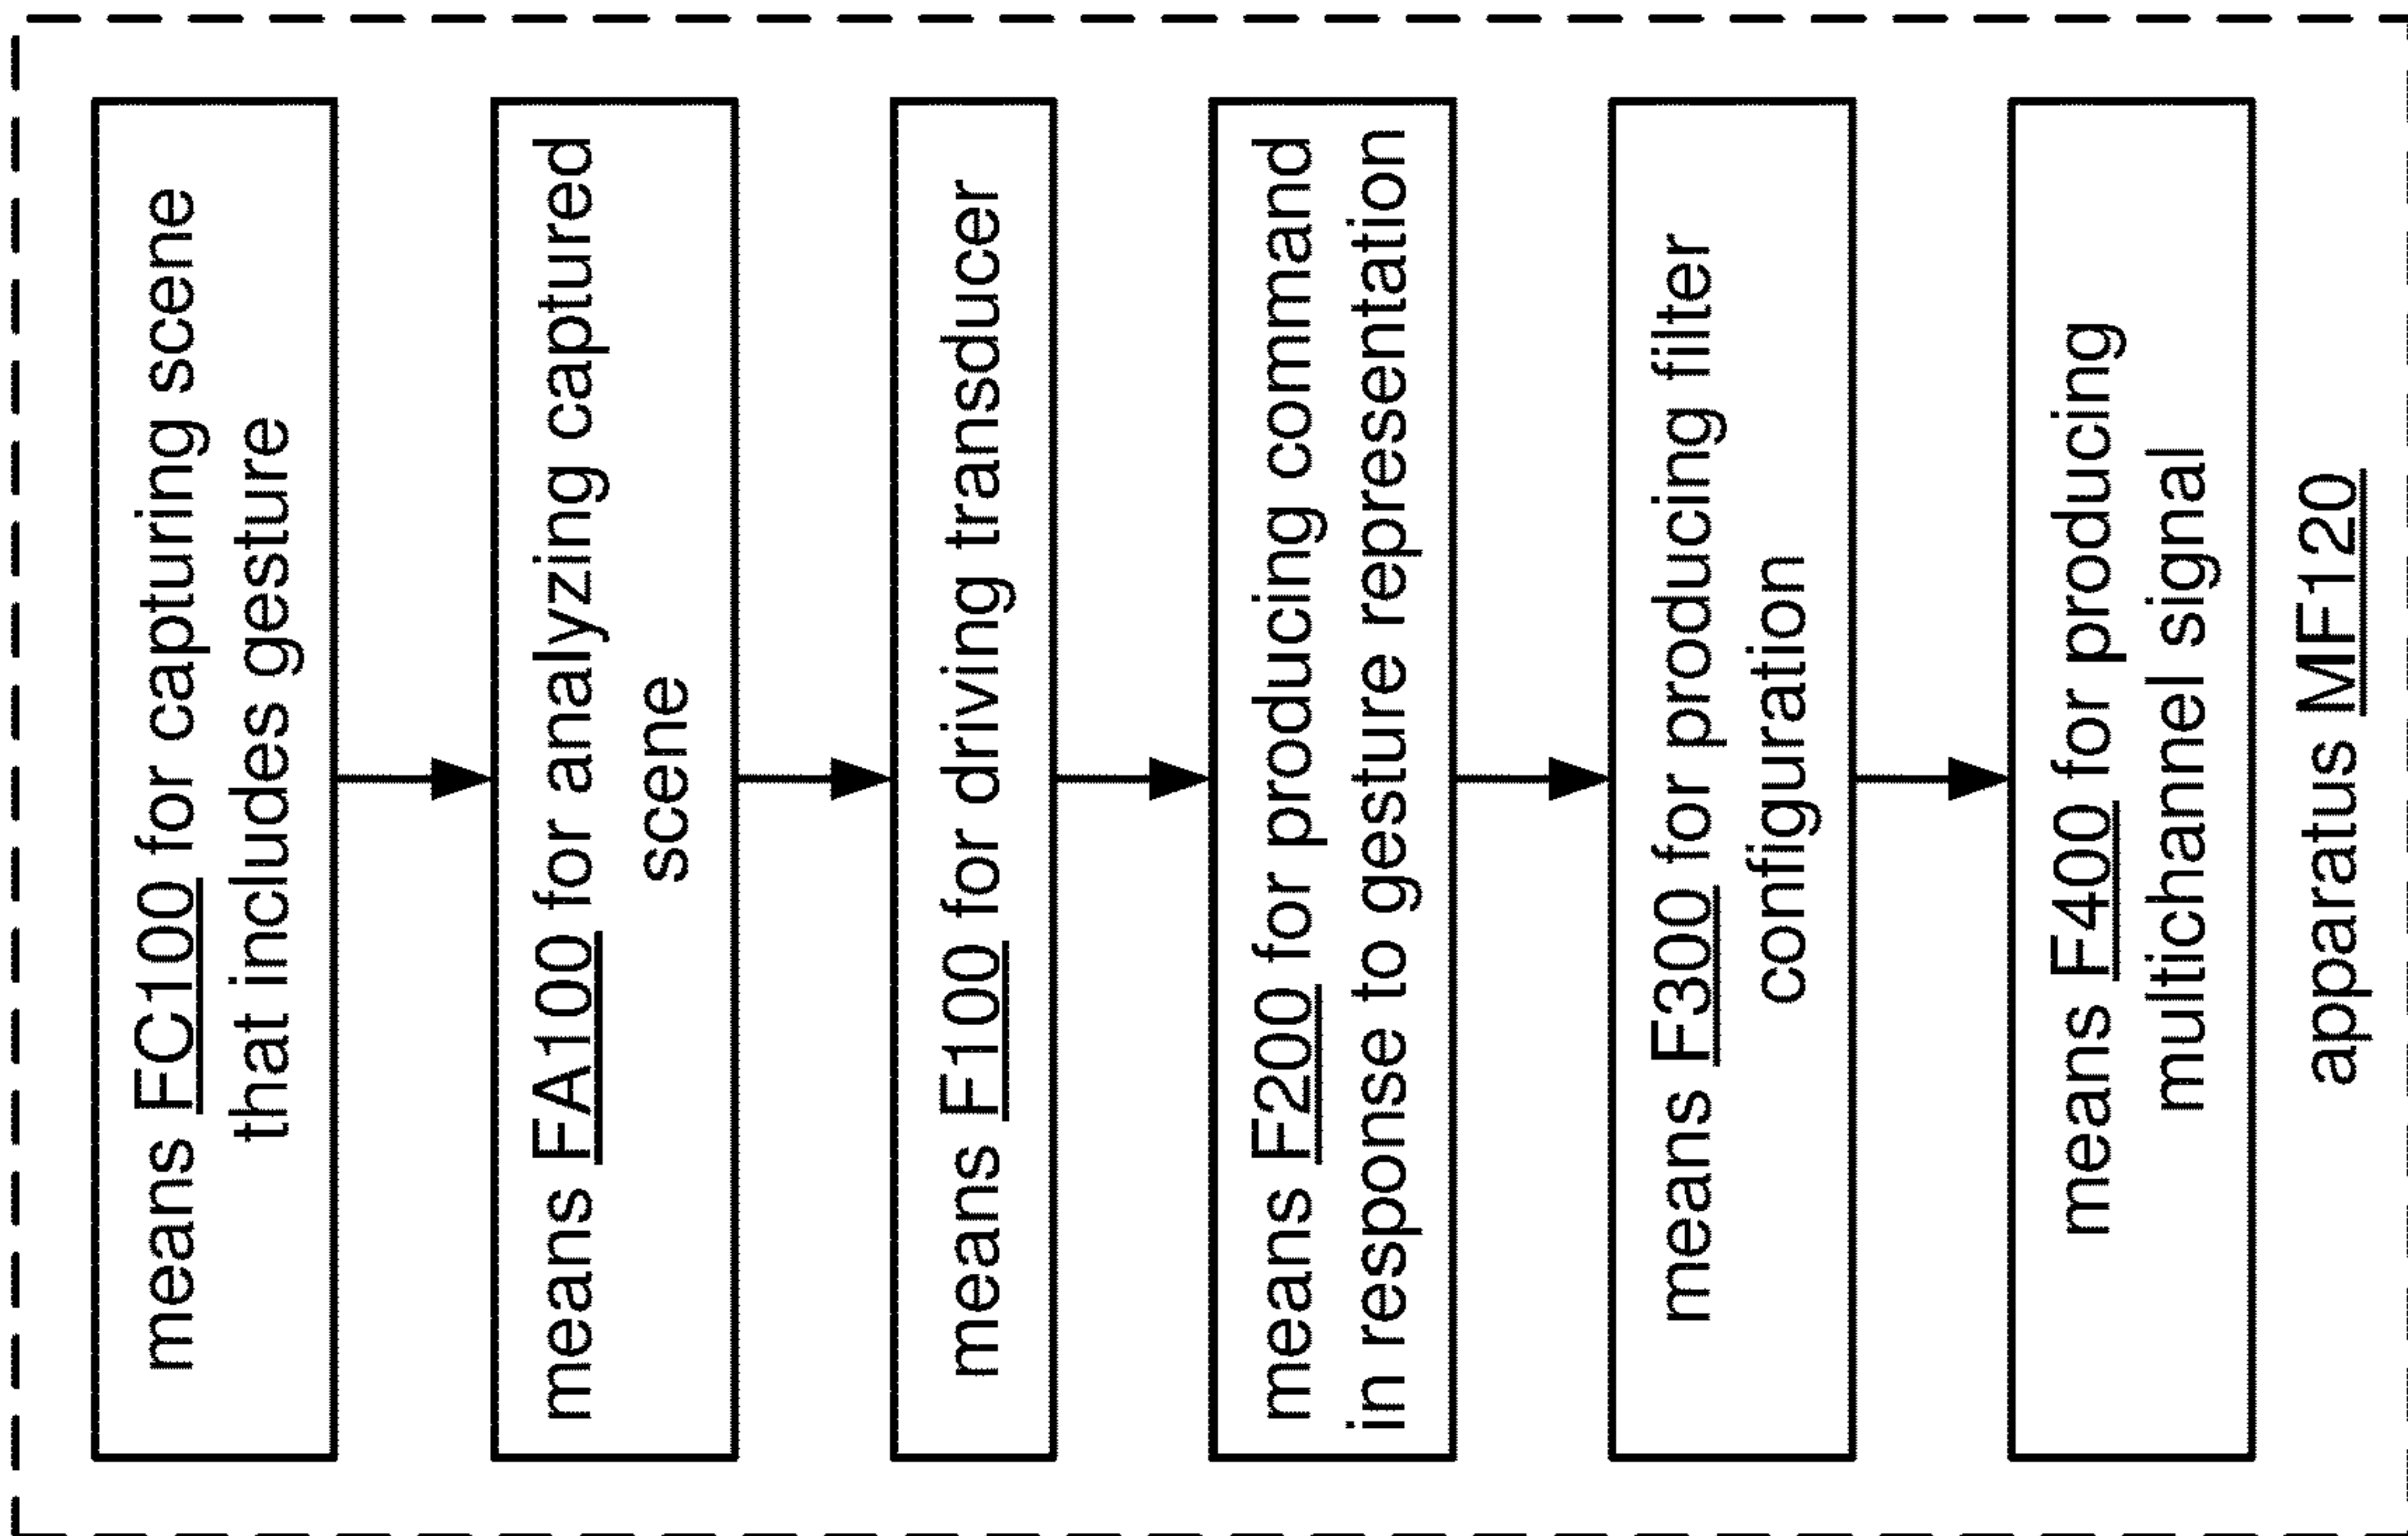 means FC100 for capturing scene
that includes gesture
means FA100 for analyzing captured
scene
means F100 for driving transducer
means F200 for producing command
in response to gesture representation
means F300 for producing filter
configuration
means F400 for producing
multichannel signal
apparatus MF120